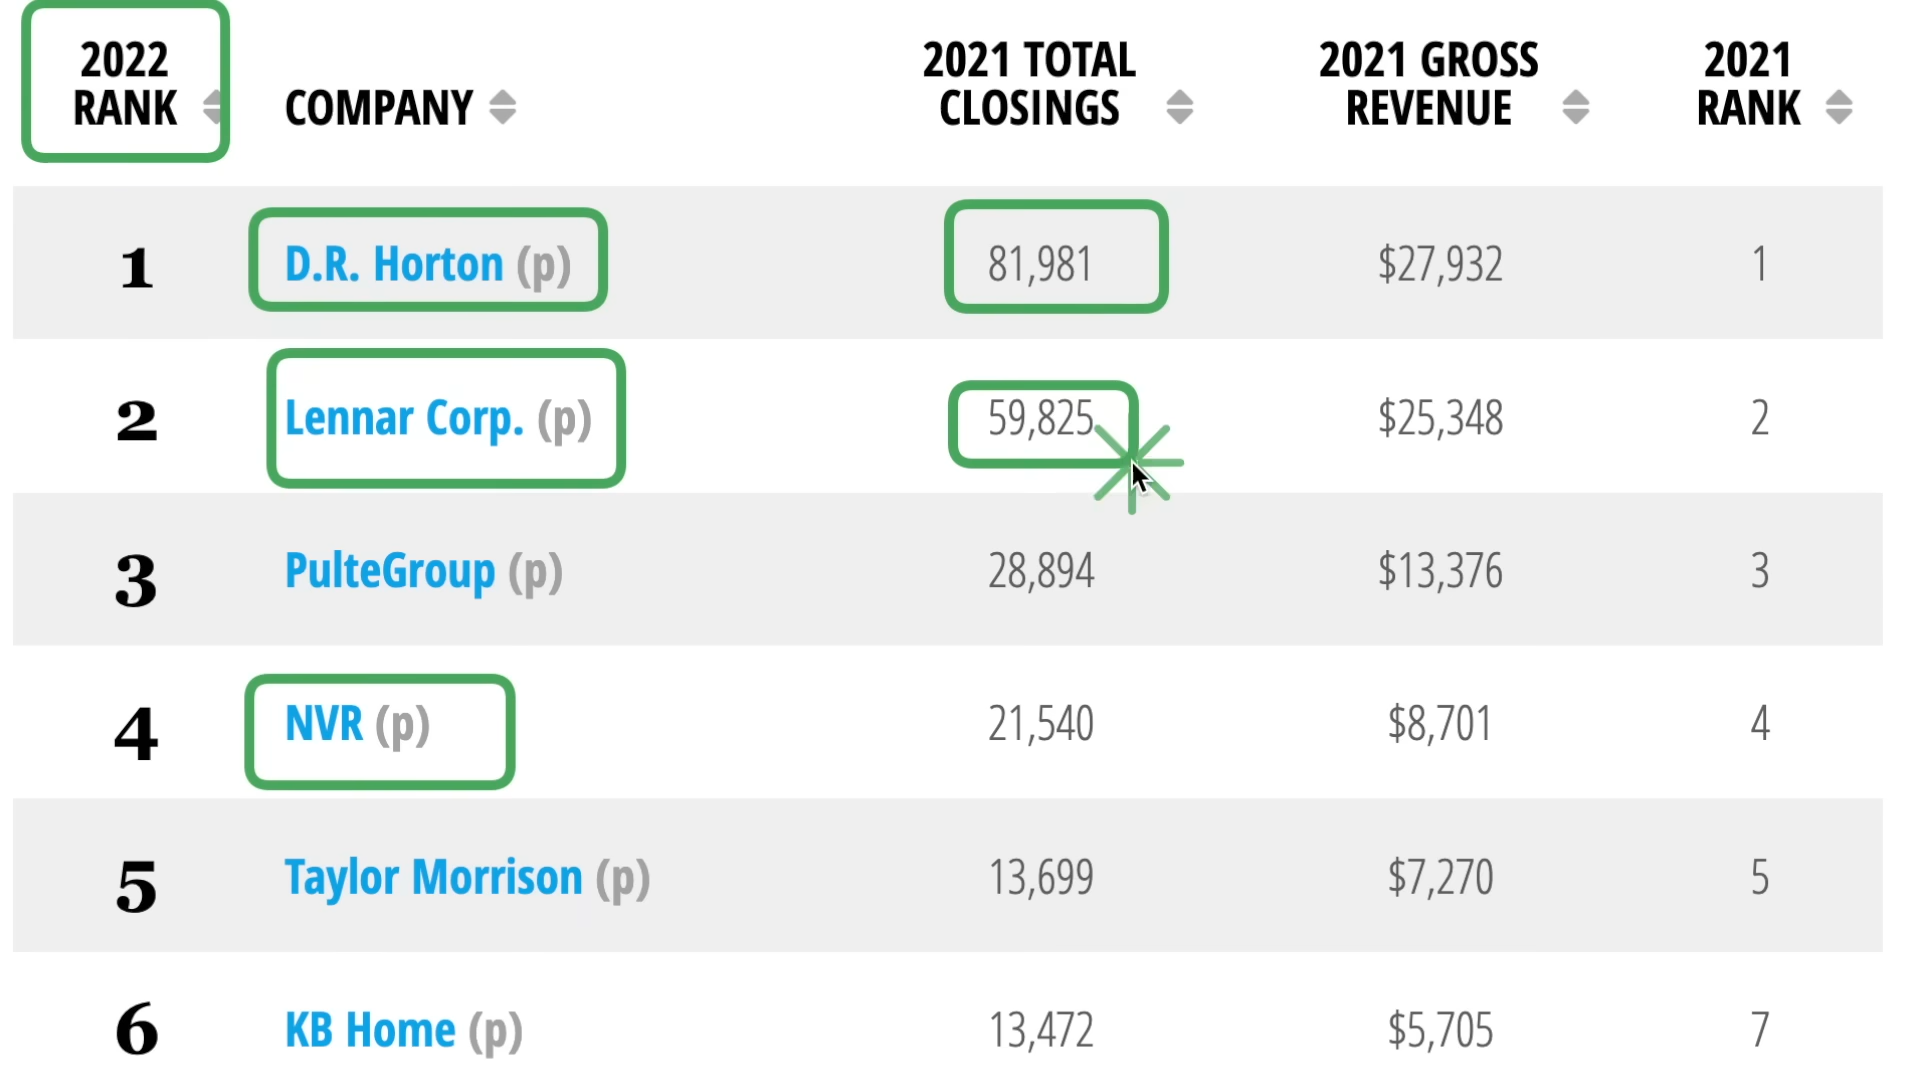 2022 RANK COMPANY 2021 TOTAL CLOSINGS 2021 GROSS REVENUE 2021 RANK
1 D.R. Horton (p) 81,981 $27,932 1
2 Lennar Corp. (p) 59,825 $25,348 2
3 PulteGroup (p) 28,894 $13,376 3
4 NVR (p) 21,540 $8,701 4
5 Taylor Morrison (p) 13,699 $7,270 5
6 KB Home (p) 13,472 $5,705 7